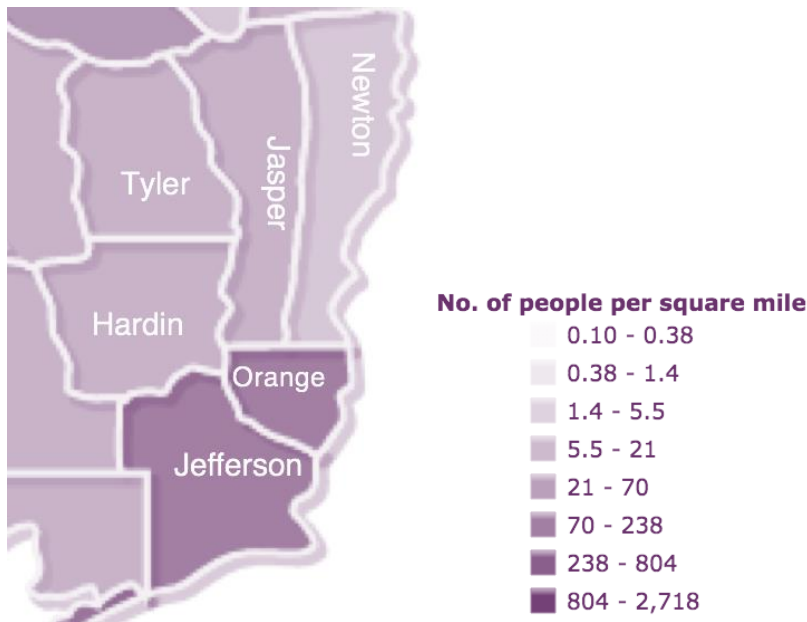 Newton
Jasper
Tyler
Hardin
Orange
Jefferson
No. of people per square mile
0.10 - 0.38
0.38 - 1.4
1.4 - 5.5
5.5 - 21
21 - 70
70 - 238
238 - 804
804 - 2,718